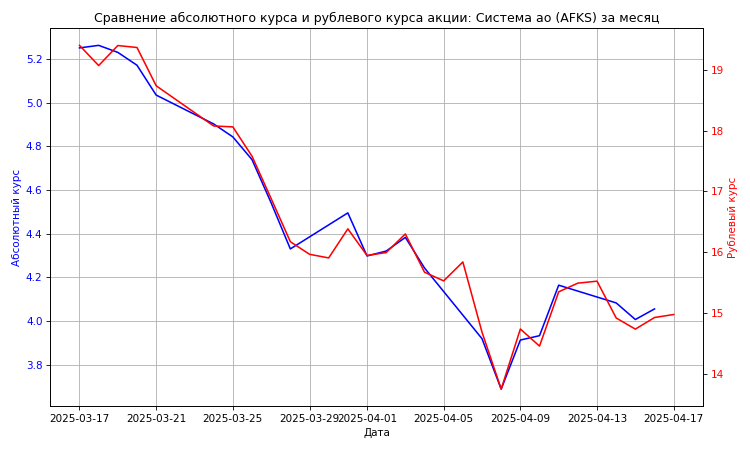 Сравнение абсолютного курса и рублевого курса акции: Система ао (AFKS) за месяц
Абсолютный курс
5.2
5.0
4.8
4.6
4.4
4.2
4.0
3.8
19
18
17
16
15
14
Рублевый курс
2025-03-17 2025-03-21 2025-03-25 2025-03-29 2025-04-01 2025-04-05 2025-04-09 2025-04-13 2025-04-17
Дата